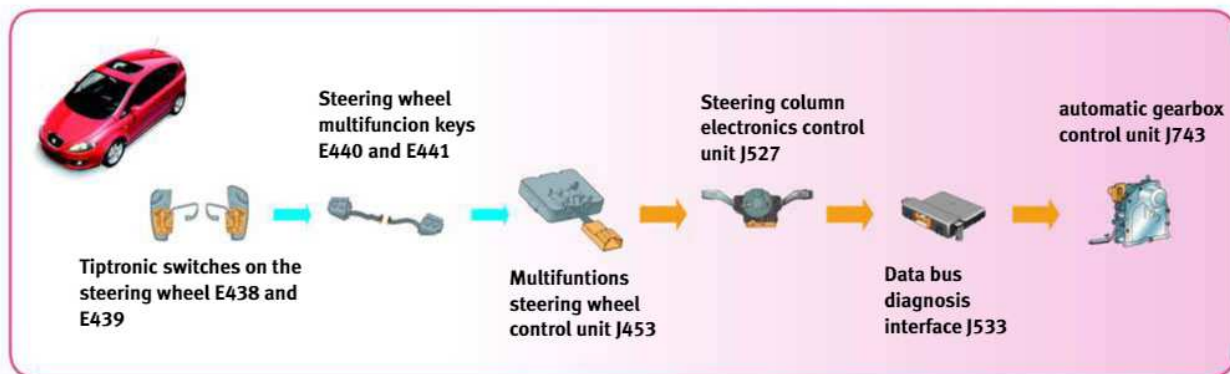 Steering wheel
multifuncion keys
E440 and E441
Steering column
electronics control
unit J527
automatic gearbox
control unit J743
Tiptronic switches on the
steering wheel E438 and
E439
Multifuntions
steering wheel
control unit J453
Data bus
diagnosis
interface J533